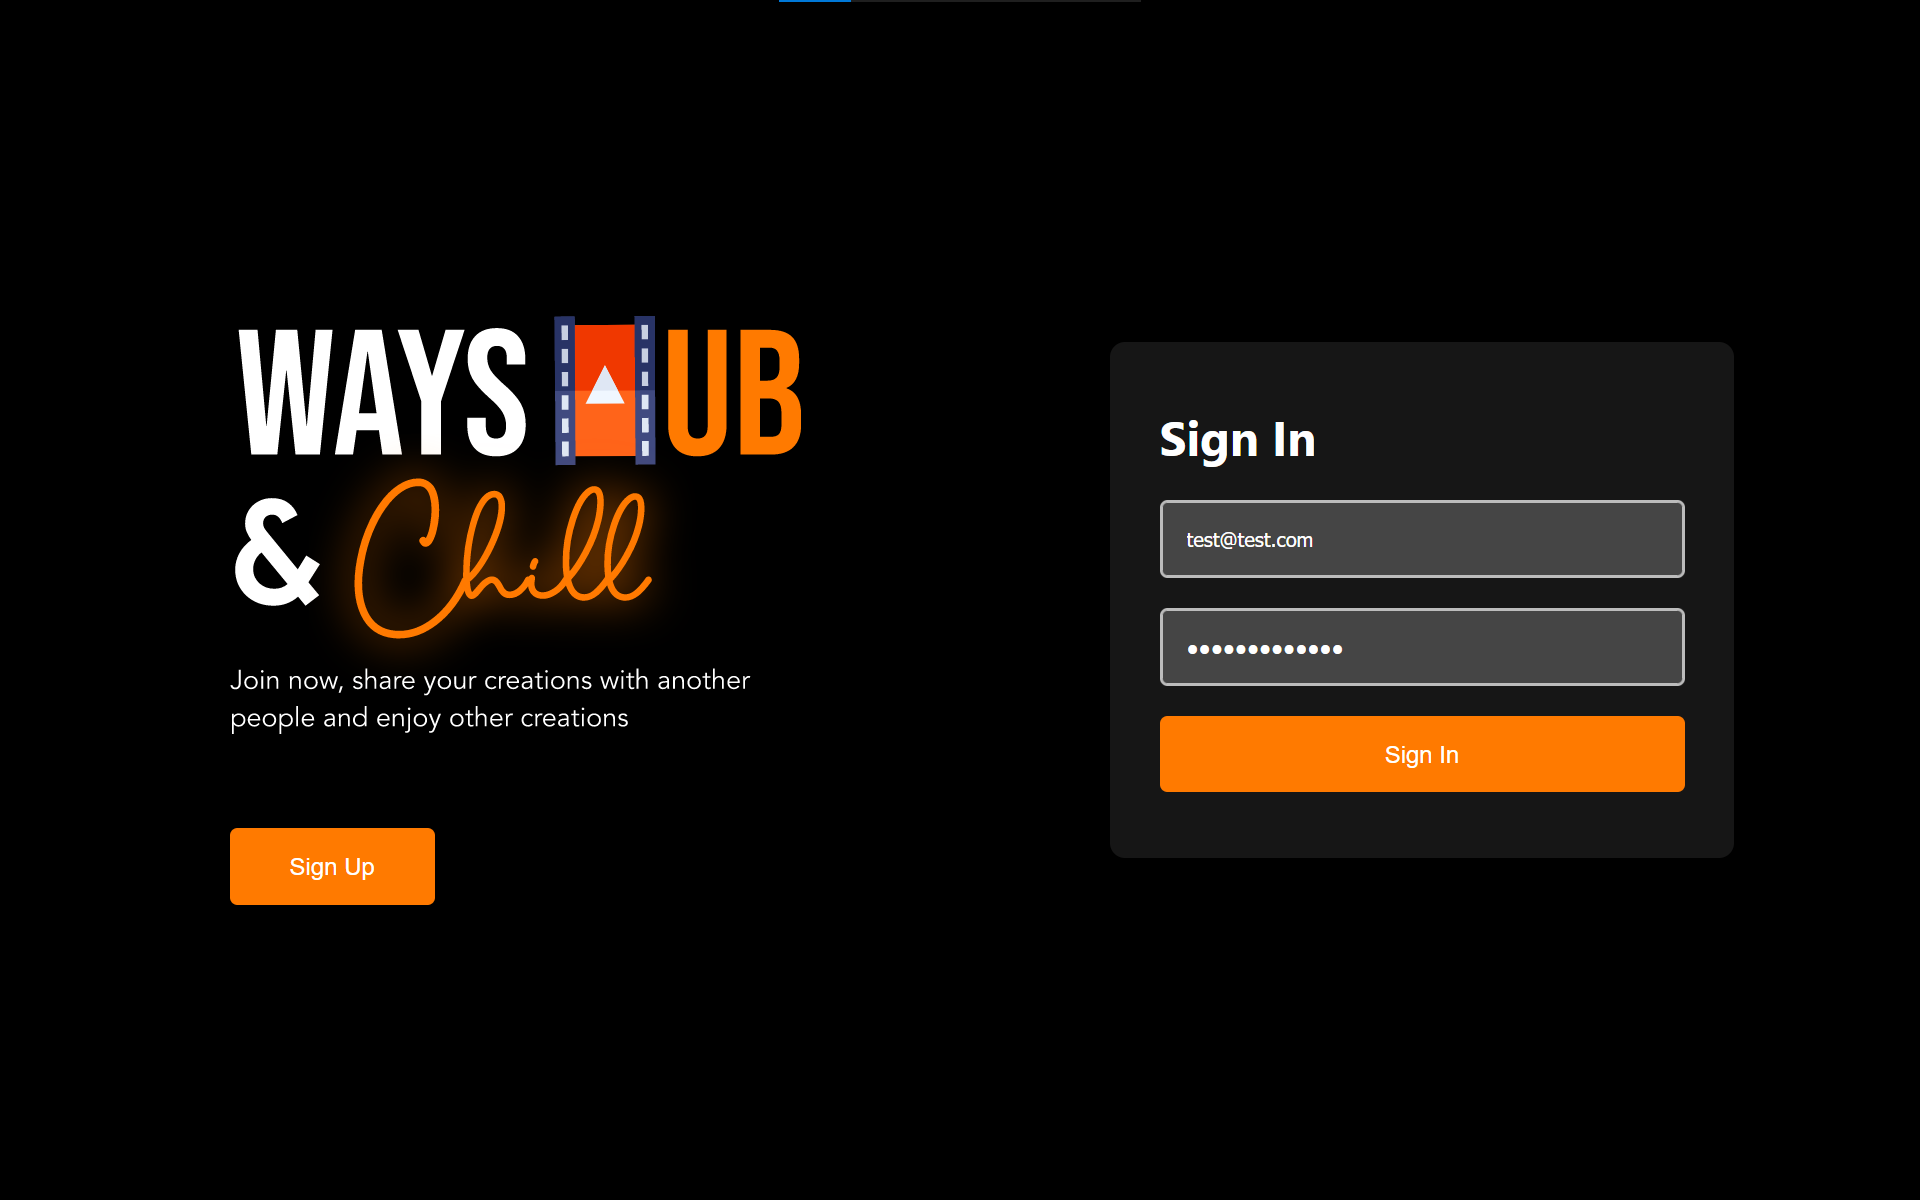 WAYS HUB
& Chill
Join now, share your creations with another
people and enjoy other creations
Sign Up
Sign In
test@test.com
•••••••••••••
Sign In